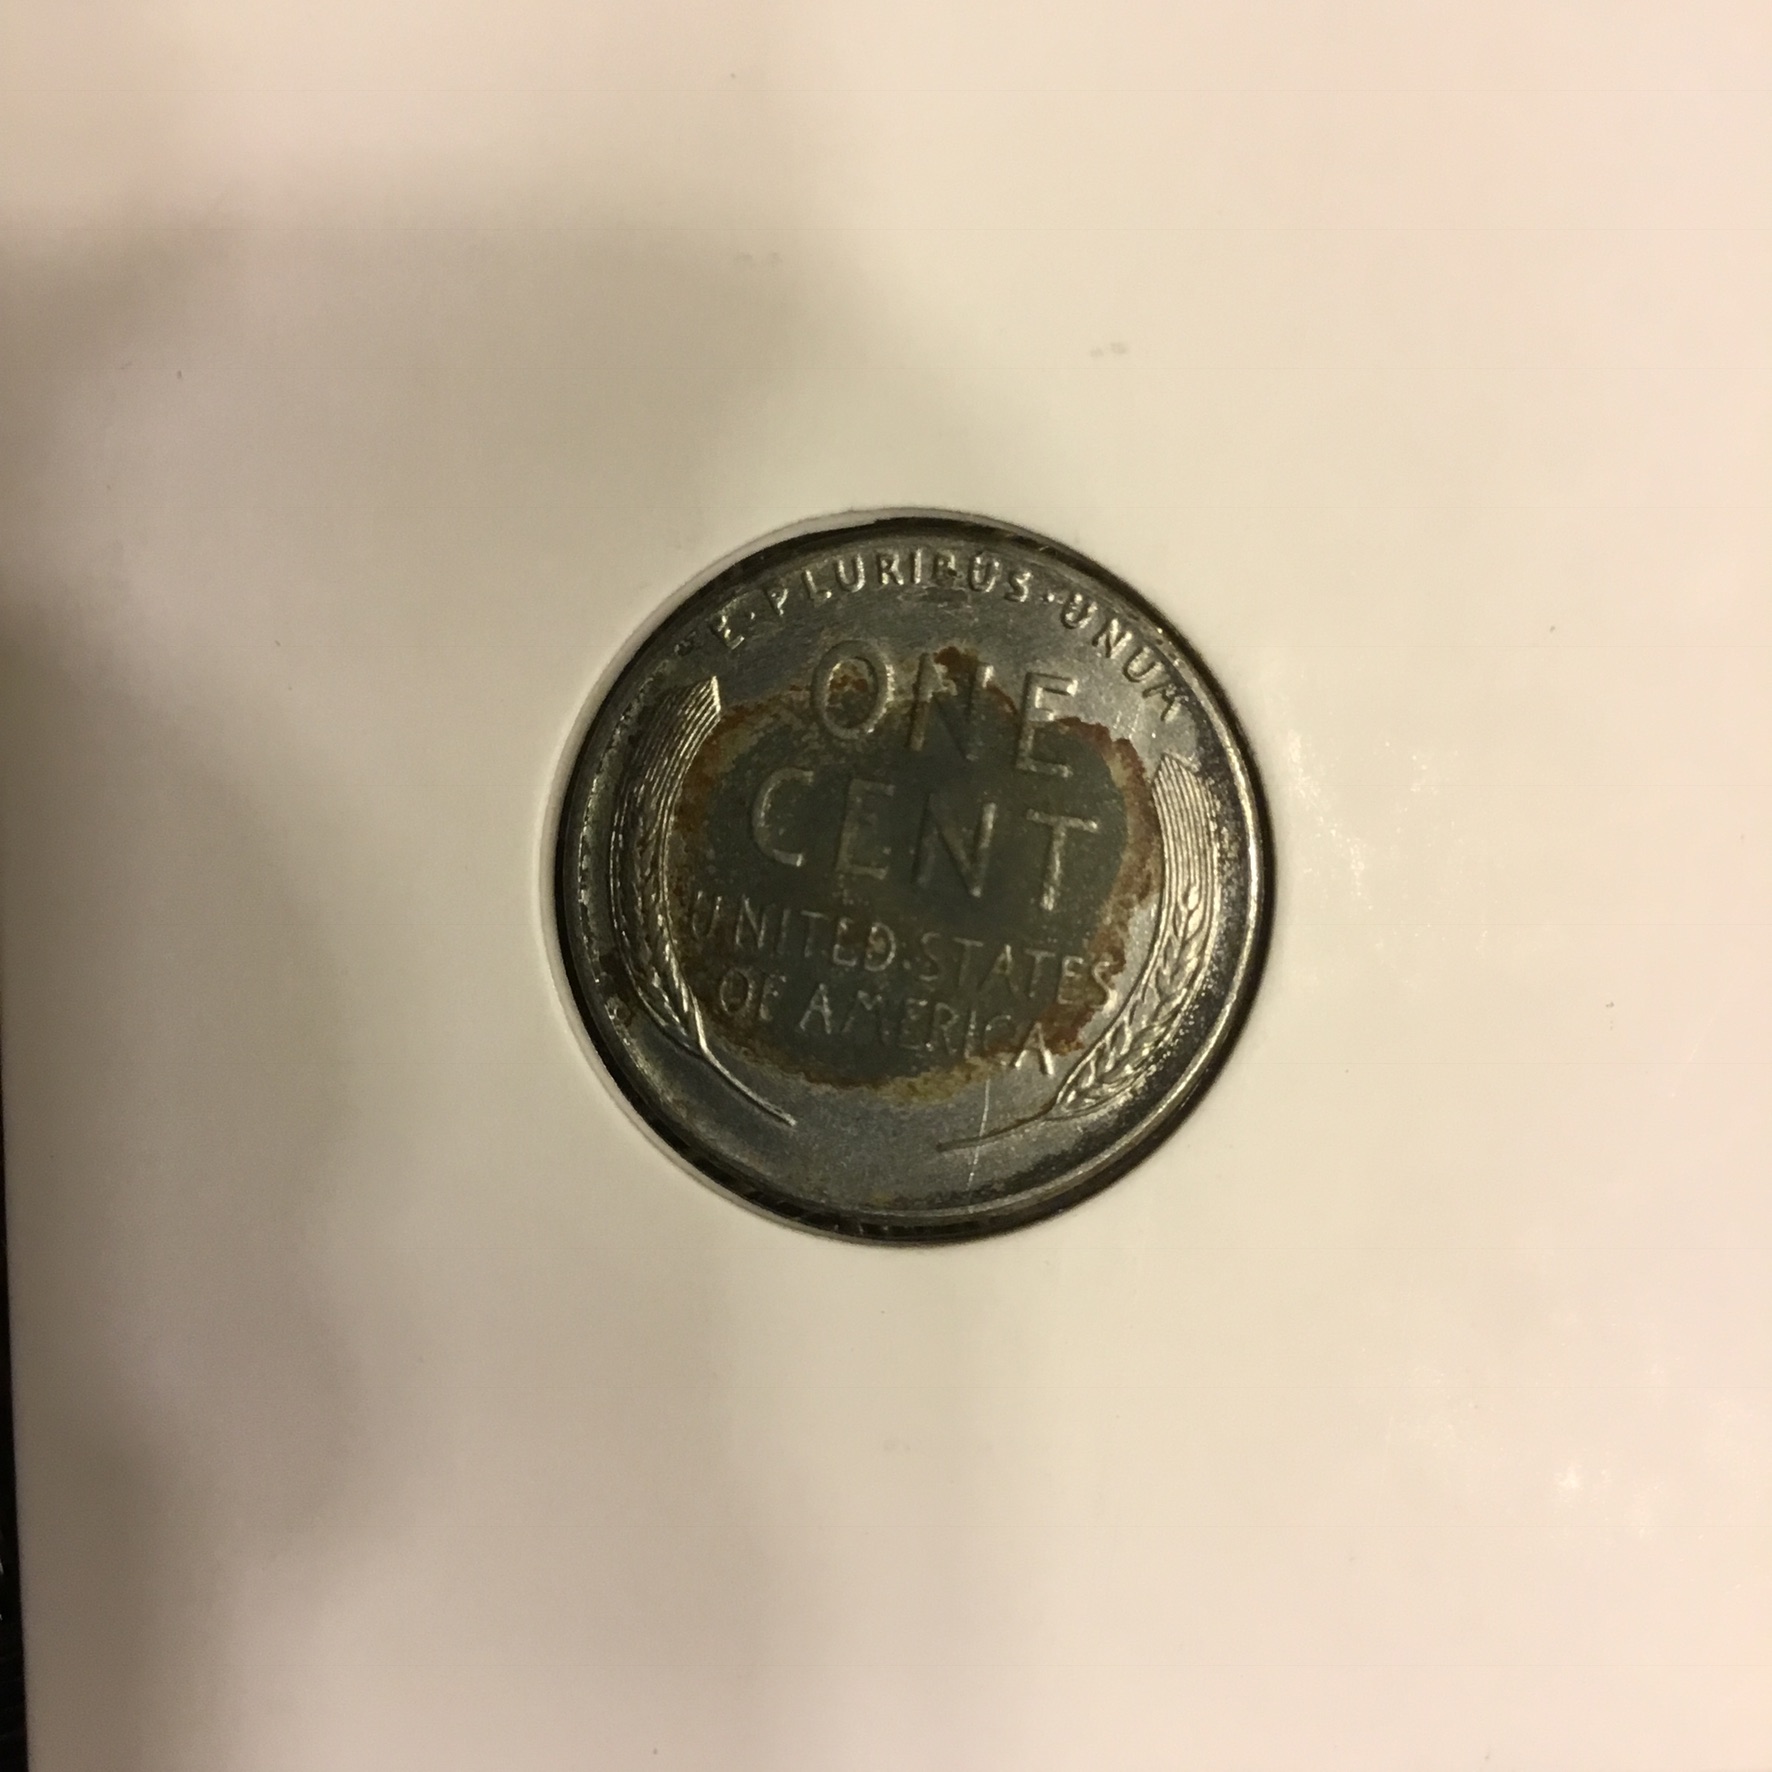 E·PLURIBUS·UNUM
ONE
CENT
UNITED·STATES
OF AMERICA